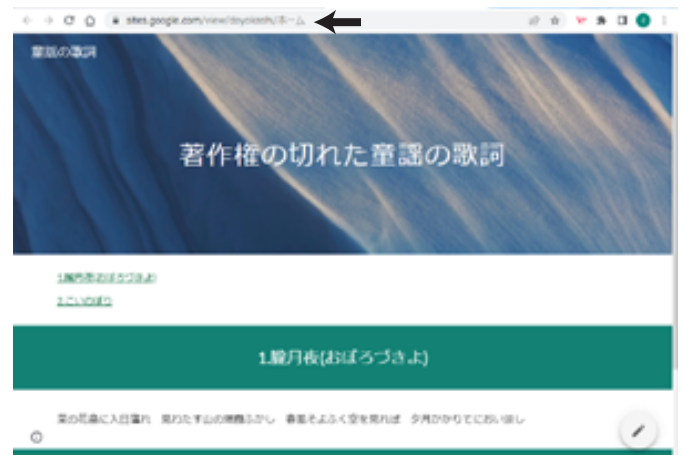 sites.google.com/view/doyokashi/ホーム
童謡の歌詞
著作権の切れた童謡の歌詞
1.朧月夜(おぼろづきよ)
2.こいのぼり
1.朧月夜(おぼろづきよ)
菜の花畠に入日薄れ 見わたす山の端霞ふかし 春風そよふく空を見れば 夕月かかりてにおい淡し